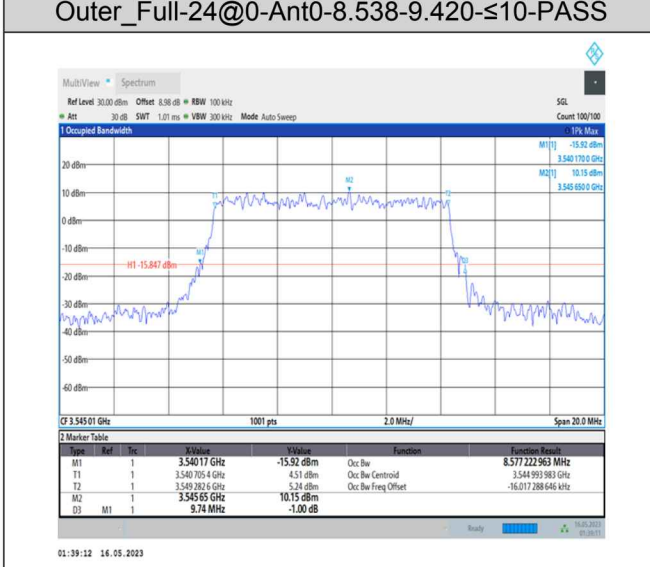 Outer_Full-24@0-Ant0-8.538-9.420-≤10-PASS
MultiView Spectrum
Ref Level 30.00 dBm Offset 8.98 dB RBW 100 kHz SGL
Att 30 dB SWT 1.01 ms VBW 300 kHz Mode Auto Sweep Count 100/100
1 Occupied Bandwidth 1Pk Max
M1[1] -15.92 dBm
3.540 170 0 GHz
20 dBm
M2[1] 10.15 dBm
3.545 650 0 GHz
M2
10 dBm
T1 T2
0 dBm
-10 dBm
M1
H1 -15.847 dBm
D3
-20 dBm
-30 dBm
-40 dBm
-50 dBm
-60 dBm
CF 3.545 01 GHz 1001 pts 2.0 MHz/ Span 20.0 MHz
2 Marker Table
Type Ref Trc X-Value Y-Value Function Function Result
M1 1 3.54017 GHz -15.92 dBm Occ Bw 8.577 222 963 MHz
T1 1 3.540 705 4 GHz 4.51 dBm Occ Bw Centroid 3.544 993 983 GHz
T2 1 3.549 282 6 GHz 5.24 dBm Occ Bw Freq Offset -16.017 288 646 kHz
M2 1 3.545 65 GHz 10.15 dBm
D3 M1 1 9.74 MHz -1.00 dB
Ready 16.05.2023
01:39:11
01:39:12 16.05.2023